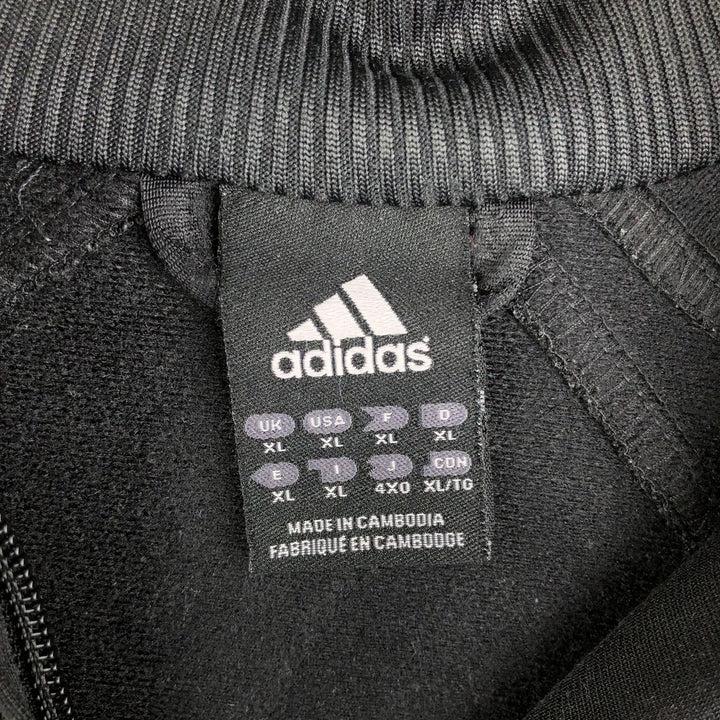 adidas
UK USA F D
XL XL XL XL
E I J CDN
XL XL 4XO XL/TG
MADE IN CAMBODIA
FABRIQUÉ EN CAMBODGE